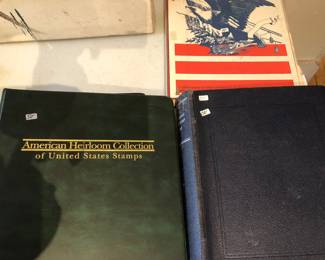 American Heirloom Collection
of United States Stamps